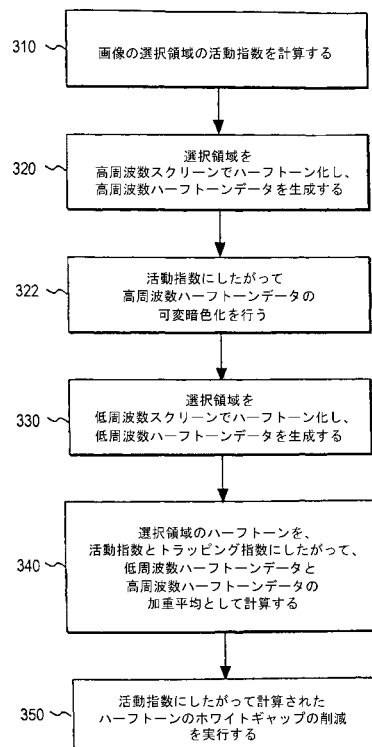 310
画像の選択領域の活動指数を計算する
320
選択領域を
高周波数スクリーンでハーフトーン化し、
高周波数ハーフトーンデータを生成する
322
活動指数にしたがって
高周波数ハーフトーンデータの
可変暗色化を行う
330
選択領域を
低周波数スクリーンでハーフトーン化し、
低周波数ハーフトーンデータを生成する
340
選択領域のハーフトーンを、
活動指数とトラッピング指数にしたがって、
低周波数ハーフトーンデータと
高周波数ハーフトーンデータの
加重平均として計算する
350
活動指数にしたがって計算された
ハーフトーンのホワイトギャップの削減
を実行する